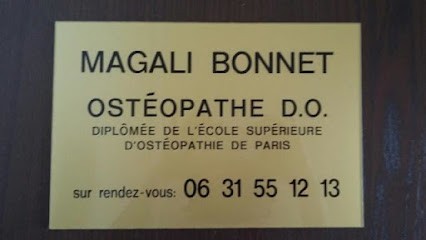 MAGALI BONNET
OSTÉOPATHE D.O.
DIPLÔMÉE DE L'ÉCOLE SUPÉRIEURE
D'OSTÉOPATHIE DE PARIS
sur rendez-vous: 06 31 55 12 13